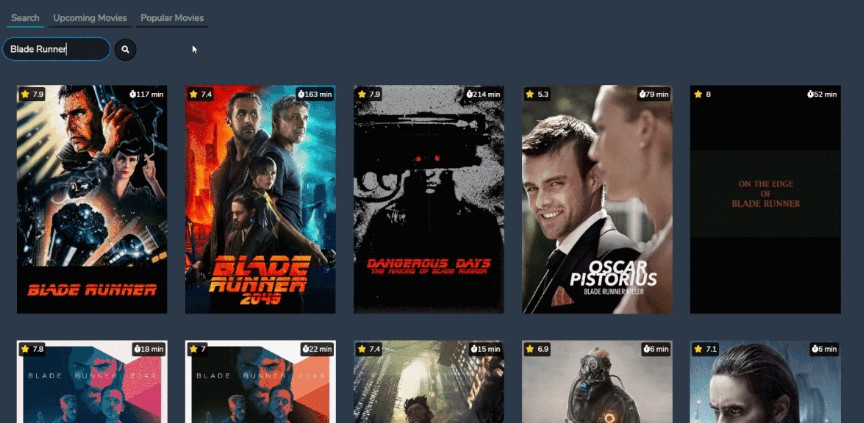 Search Upcoming Movies Popular Movies
Blade Runner
7.9 117 min
7.4 163 min
7.9 214 min
5.3 79 min
8 52 min
BLADE RUNNER
BLADE
RUNNER
2049
DANGEROUS DAYS
THE MAKING OF BLADE RUNNER
OSCAR
PISTORIUS
BLADE RUNNER KILLER
ON THE EDGE
OF
BLADE RUNNER
7.8 18 min
7 22 min
7.4 15 min
6.9 6 min
7.1 6 min
BLADE RUNNER 2049
BLADE RUNNER 2049